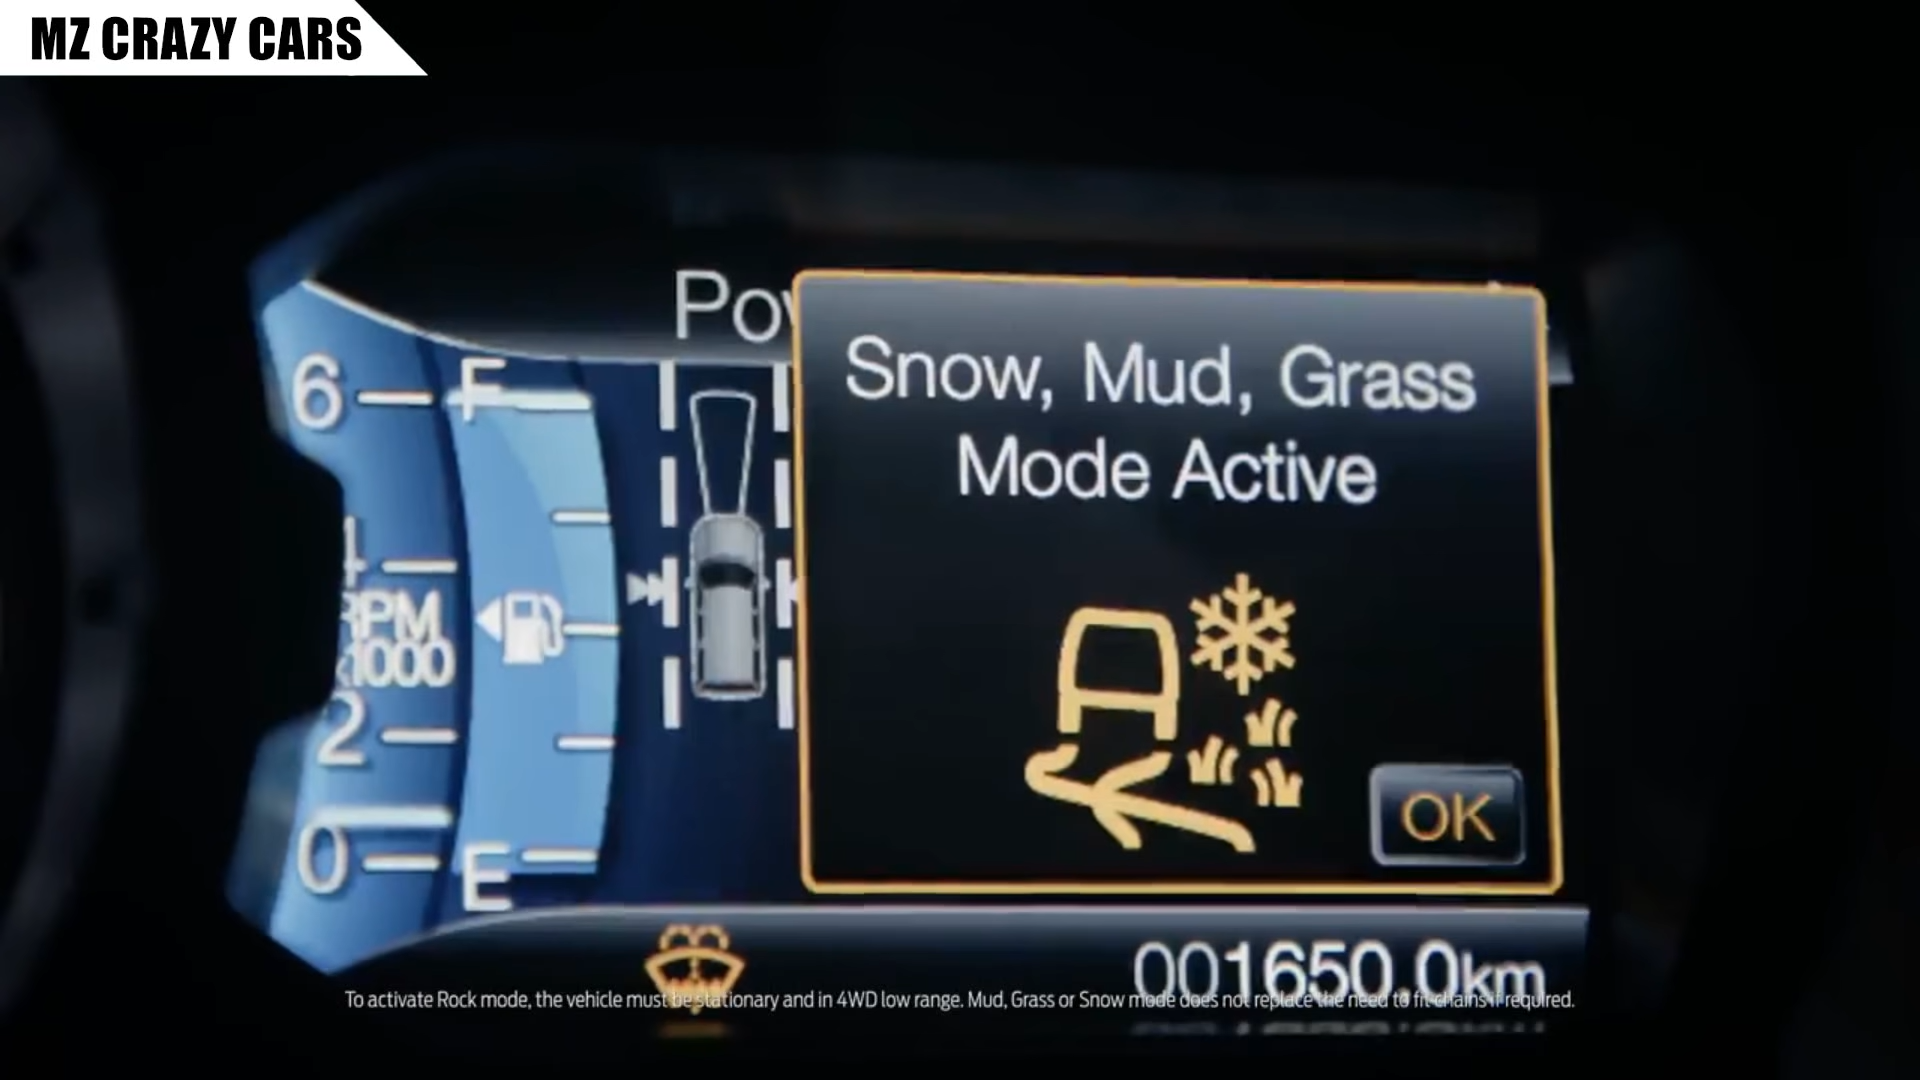 MZ CRAZY CARS
Snow, Mud, Grass
Mode Active
6
F
RPM
x1000
2
0
E
OK
001650.0km
To activate Rock mode, the vehicle must be stationary and in 4WD low range. Mud, Grass or Snow mode does not replace the need to fit chains if required.